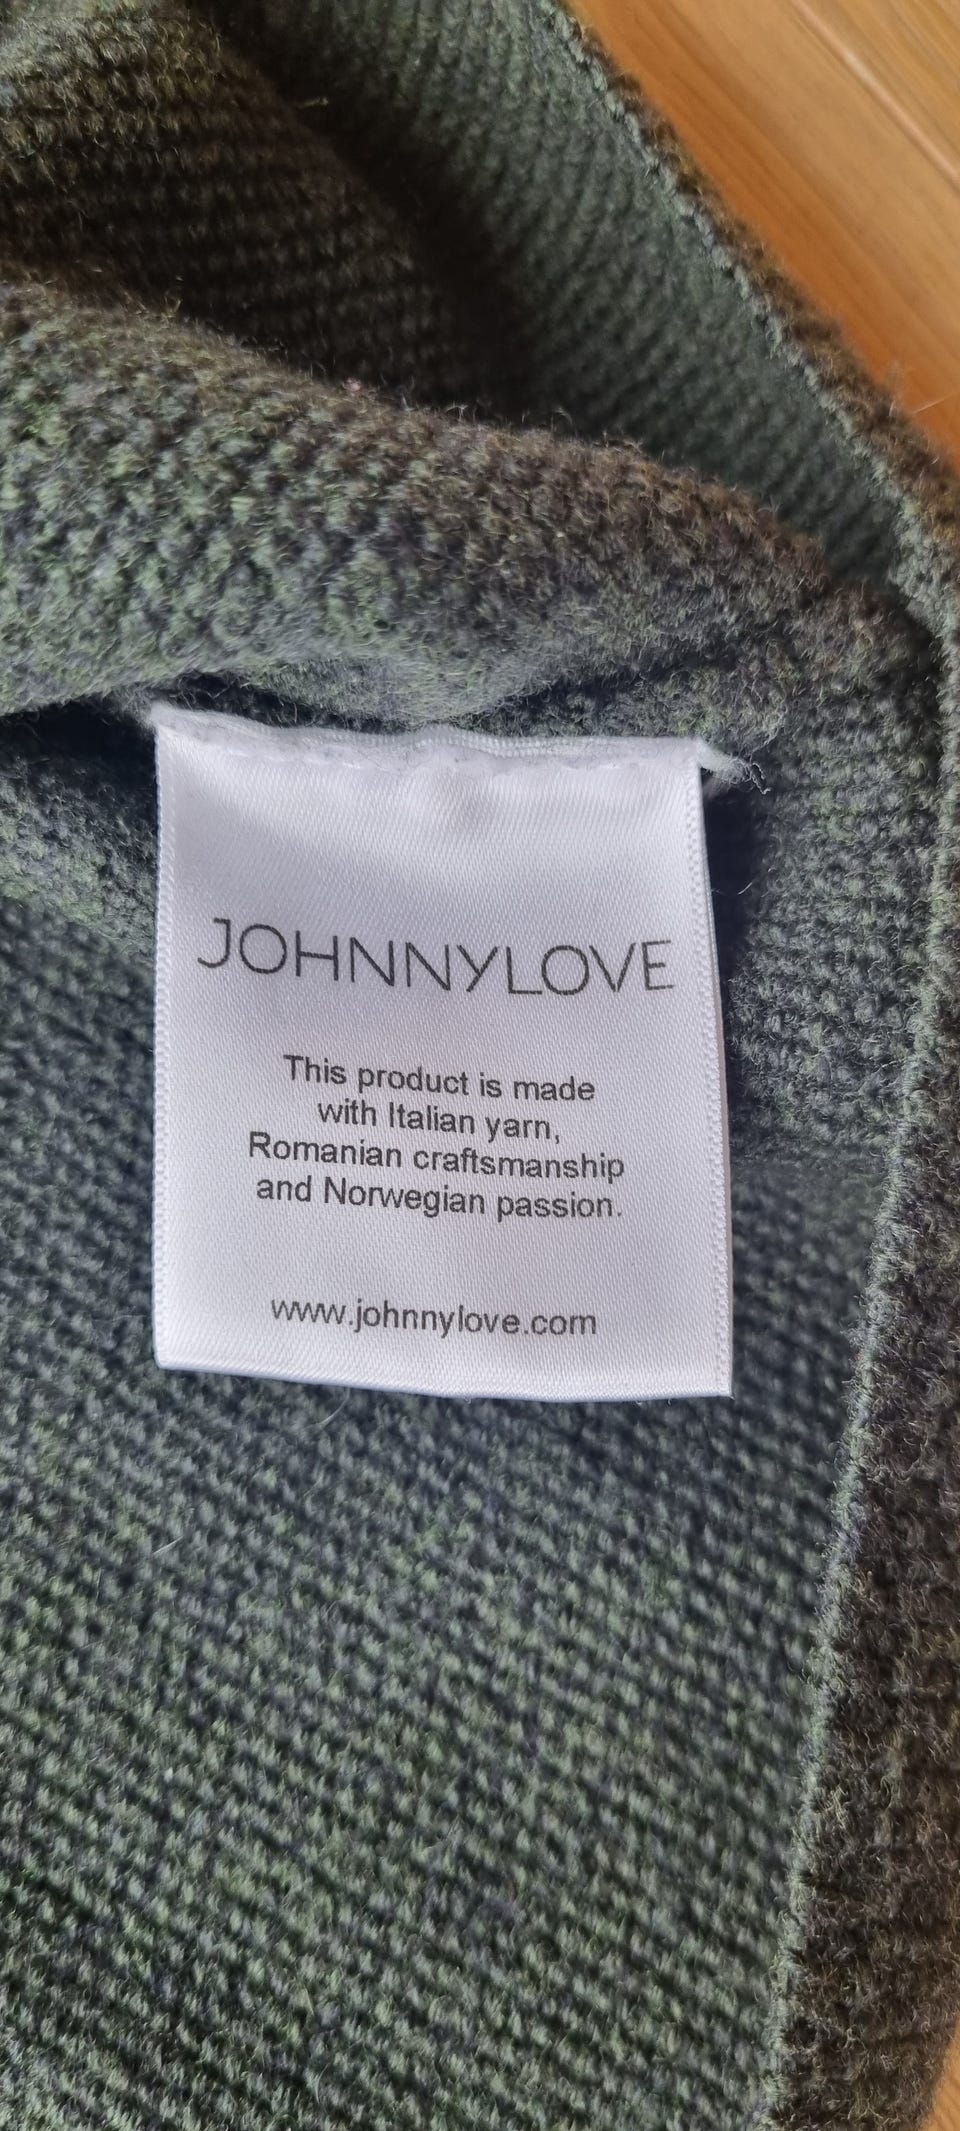 JOHNNYLOVE
This product is made
with Italian yarn,
Romanian craftsmanship
and Norwegian passion.
www.johnnylove.com